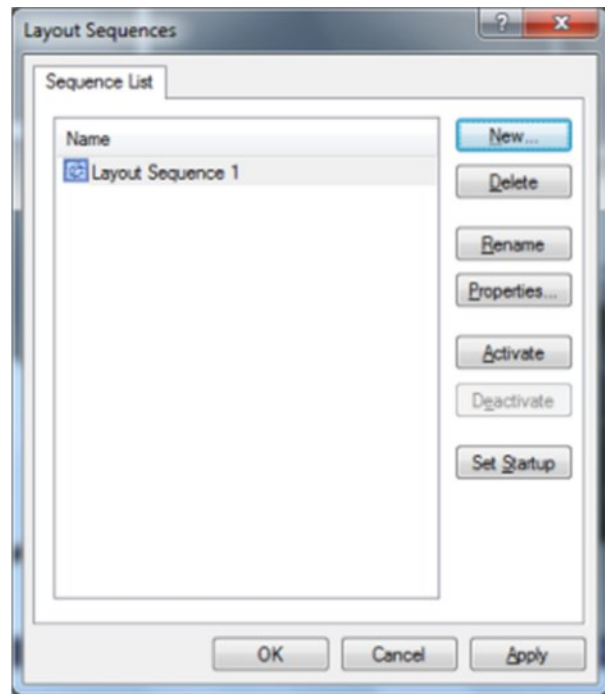 Layout Sequences
Sequence List
Name
Layout Sequence 1
New...
Delete
Rename
Properties...
Activate
Deactivate
Set Startup
OK
Cancel
Apply